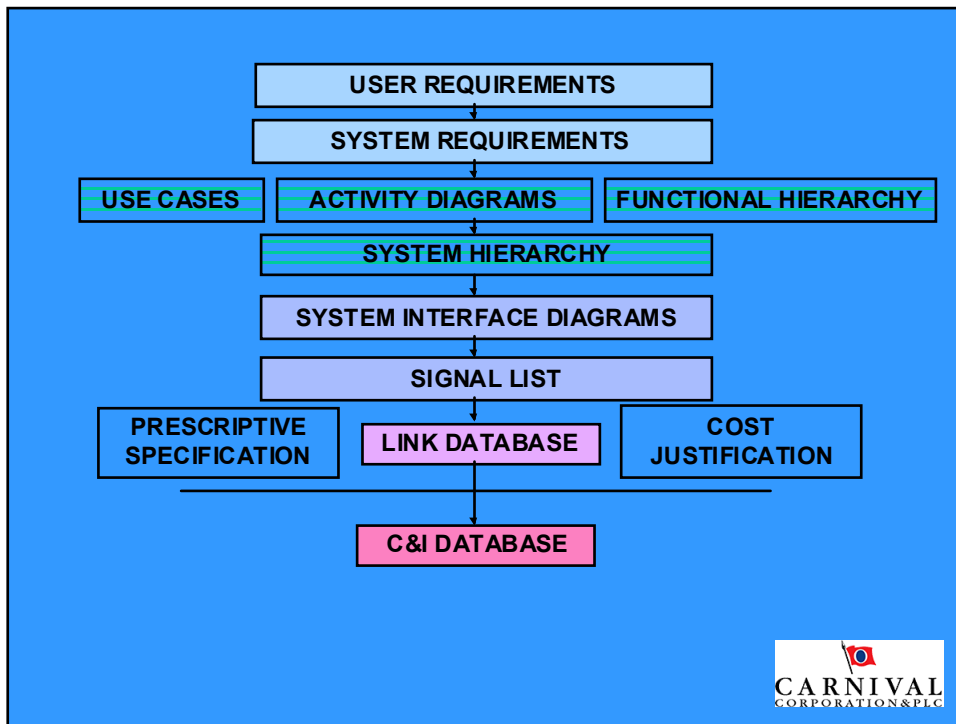 USER REQUIREMENTS
SYSTEM REQUIREMENTS
USE CASES
ACTIVITY DIAGRAMS
FUNCTIONAL HIERARCHY
SYSTEM HIERARCHY
SYSTEM INTERFACE DIAGRAMS
SIGNAL LIST
PRESCRIPTIVE
SPECIFICATION
LINK DATABASE
COST
JUSTIFICATION
C&I DATABASE
CARNIVAL
CORPORATION&PLC